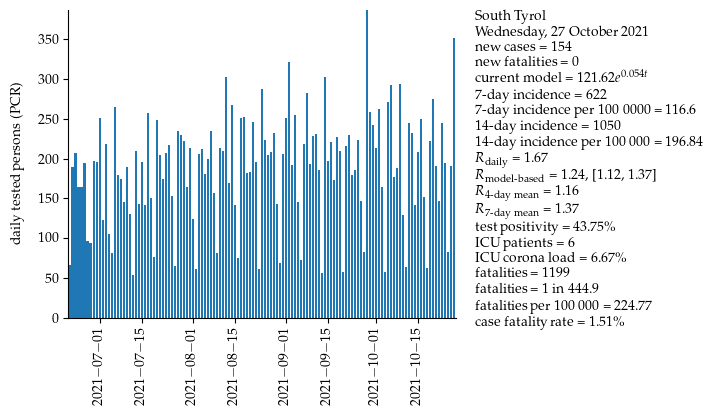 South Tyrol
Wednesday, 27 October 2021
new cases = 154
new fatalities = 0
current model = 121.62e^0.054t
7-day incidence = 622
7-day incidence per 100 0000 = 116.6
14-day incidence = 1050
14-day incidence per 100 000 = 196.84
R_daily = 1.67
R_model-based = 1.24, [1.12, 1.37]
R_4-day mean = 1.16
R_7-day mean = 1.37
test positivity = 43.75%
ICU patients = 6
ICU corona load = 6.67%
fatalities = 1199
fatalities = 1 in 444.9
fatalities per 100 000 = 224.77
case fatality rate = 1.51%
daily tested persons (PCR)
350
300
250
200
150
100
50
0
2021−07−01
2021−07−15
2021−08−01
2021−08−15
2021−09−01
2021−09−15
2021−10−01
2021−10−15